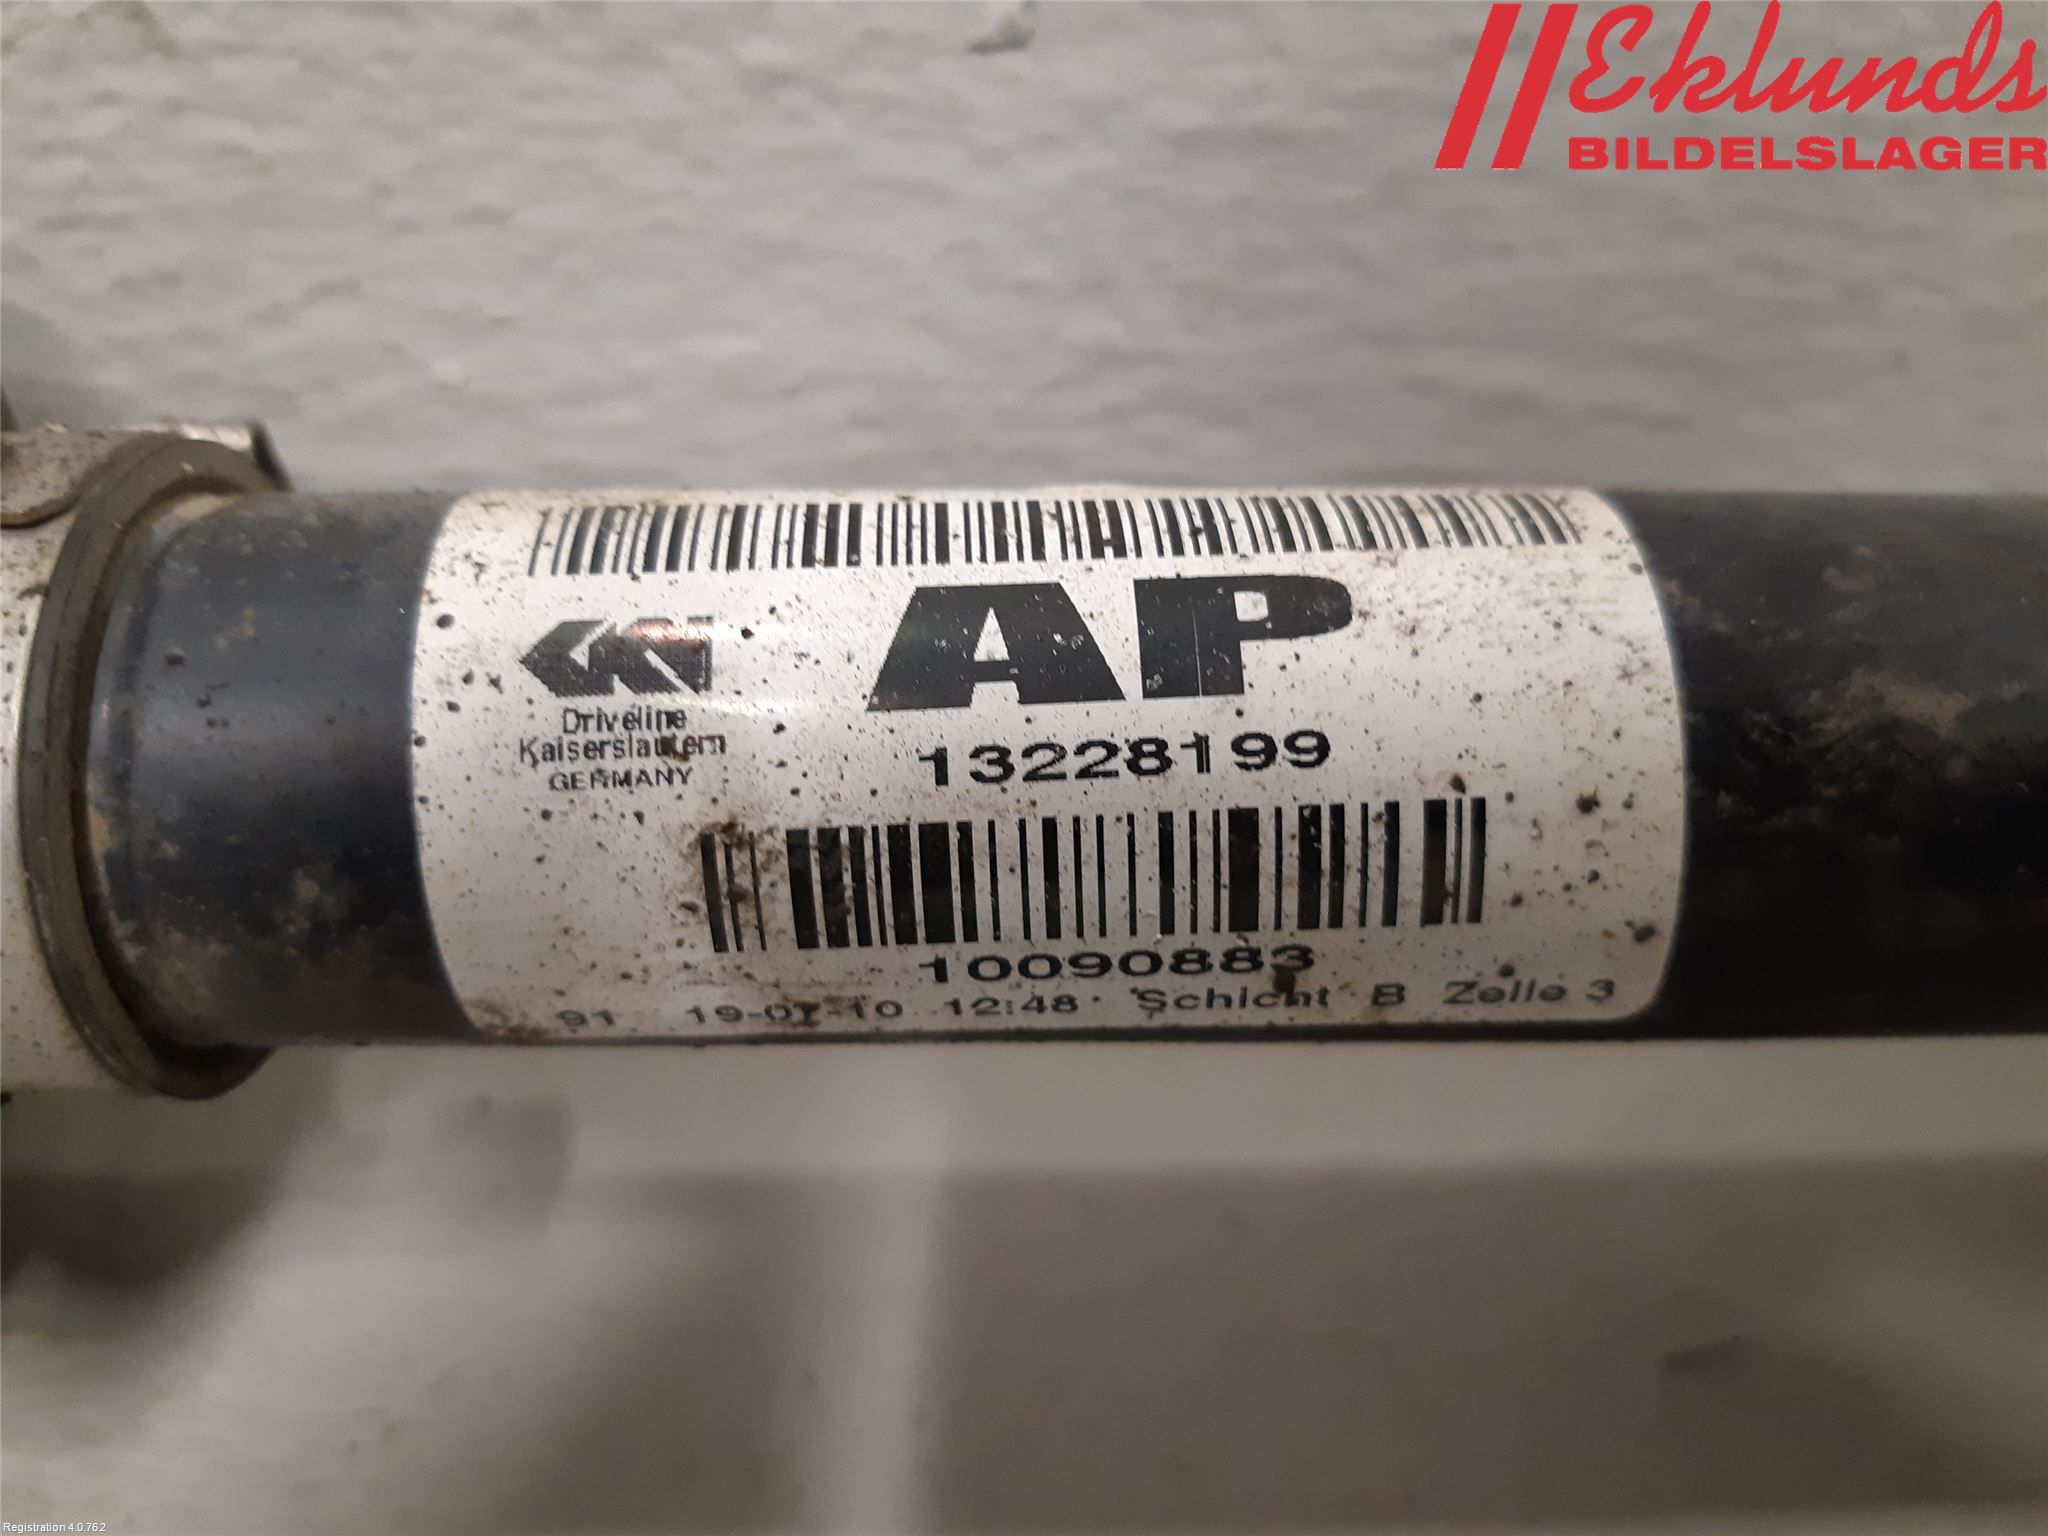 Eklunds
BILDELSLAGER
AP
Driveline
Kaiserslautern
GERMANY
13228199
10090883
91 19-07-10 12:48 Schicht B Zelle 3
Registration 4.0.762